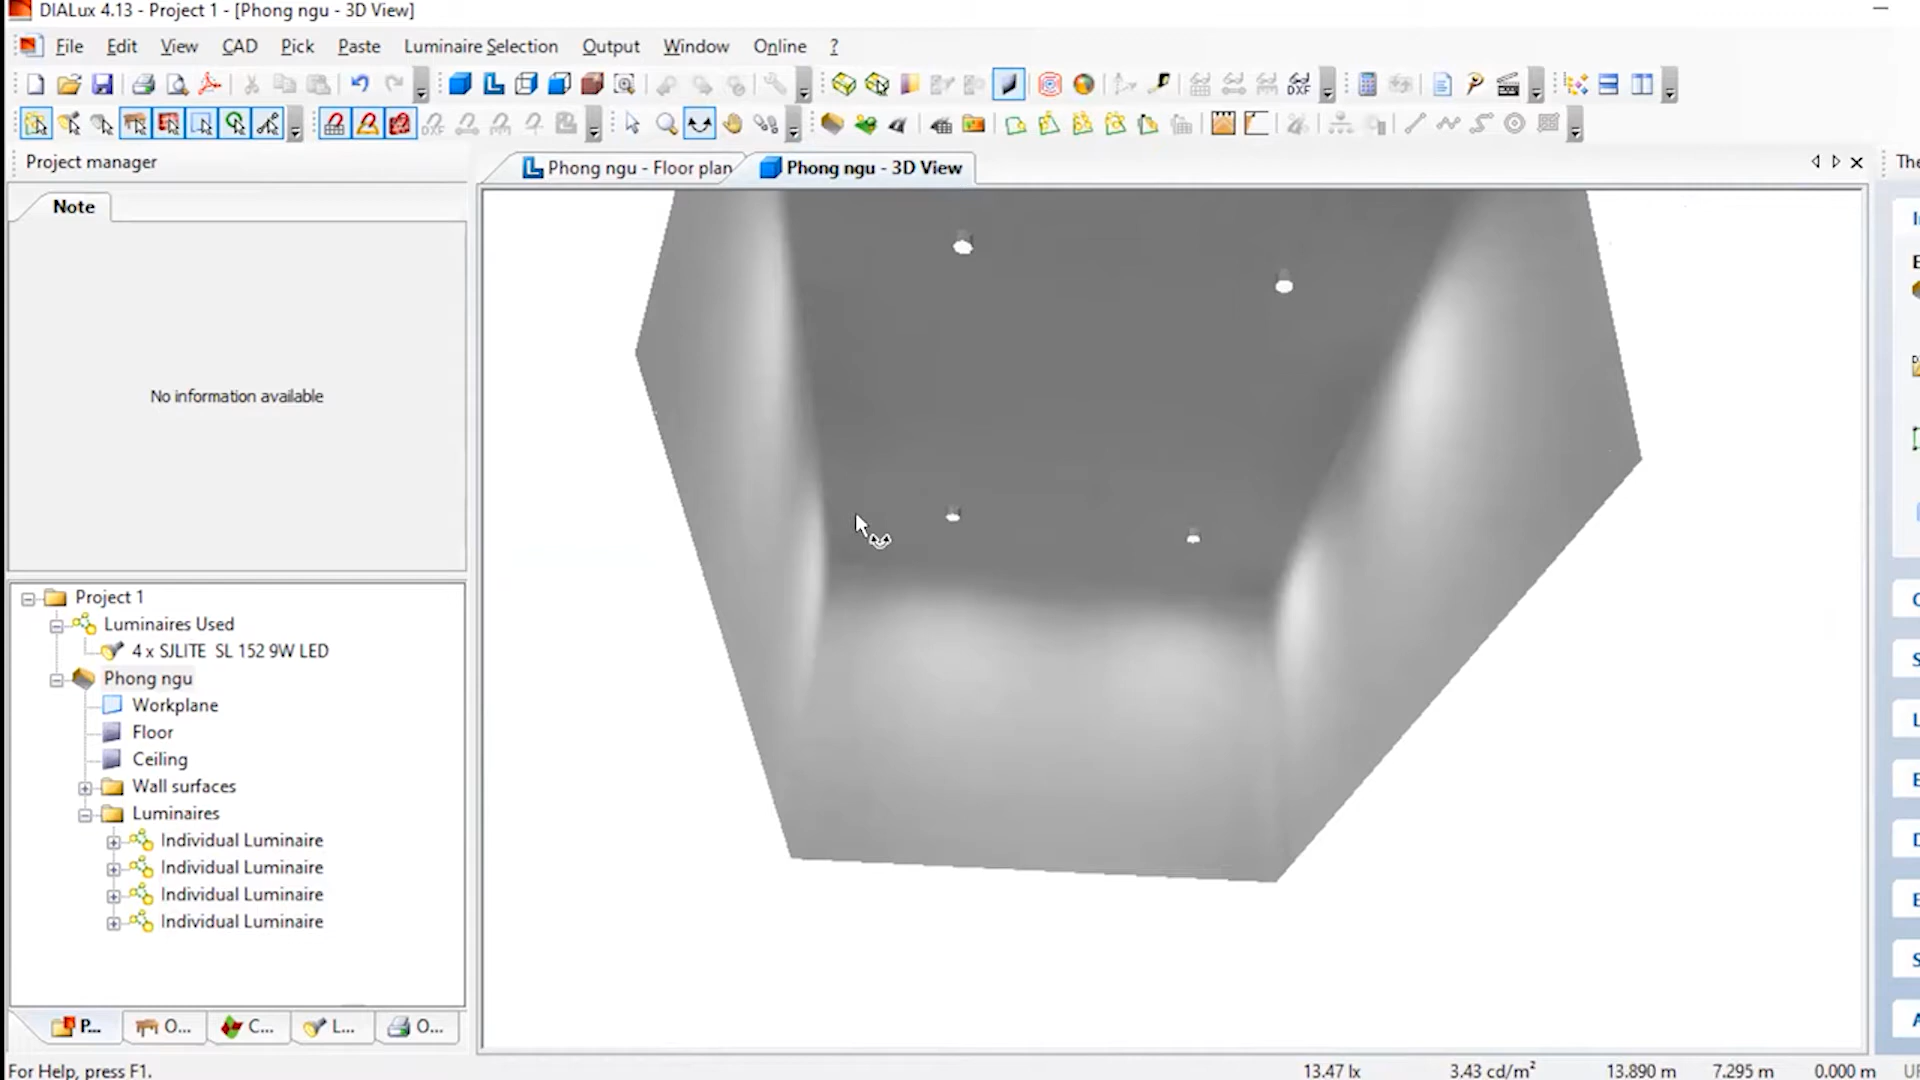 DIALux 4.13 - Project 1 - [Phong ngu - 3D View]
File Edit View CAD Pick Paste Luminaire Selection Output Window Online ?
DXF
DXF
Project manager
Note
No information available
Phong ngu - Floor plan
Phong ngu - 3D View
The
Project 1
Luminaires Used
4 x SJLITE SL 152 9W LED
Phong ngu
Workplane
Floor
Ceiling
Wall surfaces
Luminaires
Individual Luminaire
Individual Luminaire
Individual Luminaire
Individual Luminaire
P... O... C... L... O...
For Help, press F1.
13.47 lx 3.43 cd/m² 13.890 m 7.295 m 0.000 m